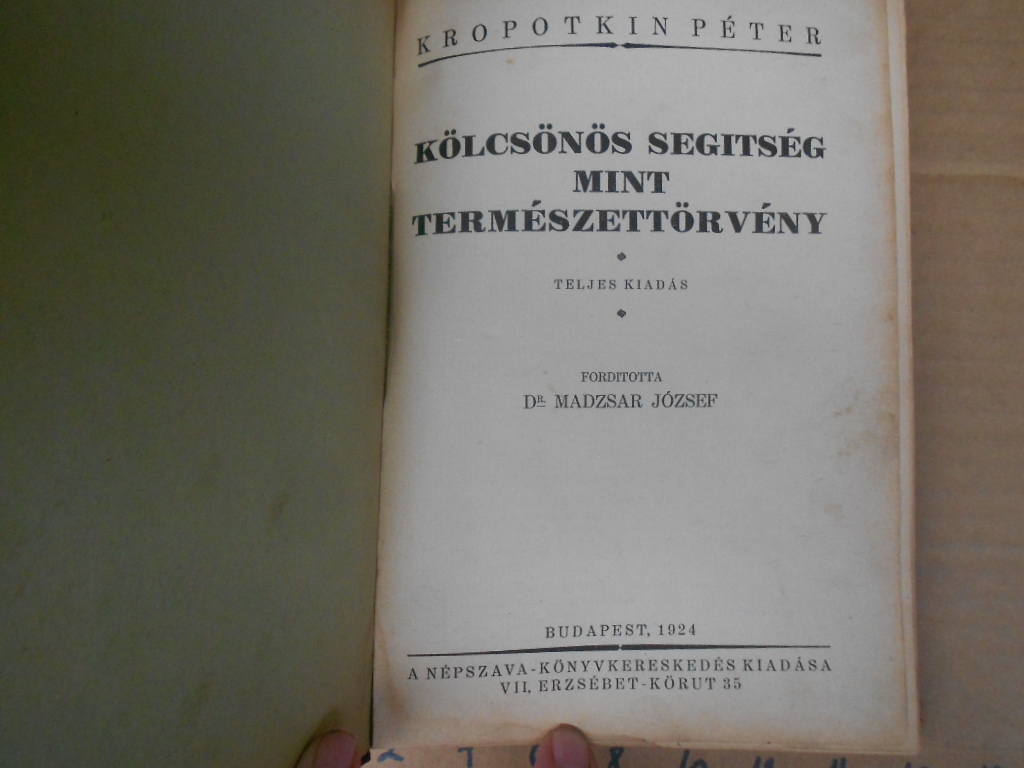 KROPOTKIN PÉTER
KÖLCSÖNÖS SEGITSÉG
MINT
TERMÉSZETTÖRVÉNY
TELJES KIADÁS
FORDITOTTA
DR. MADZSAR JÓZSEF
BUDAPEST, 1924
A NÉPSZAVA-KÖNYVKERESKEDÉS KIADÁSA
VII, ERZSÉBET-KÖRUT 35